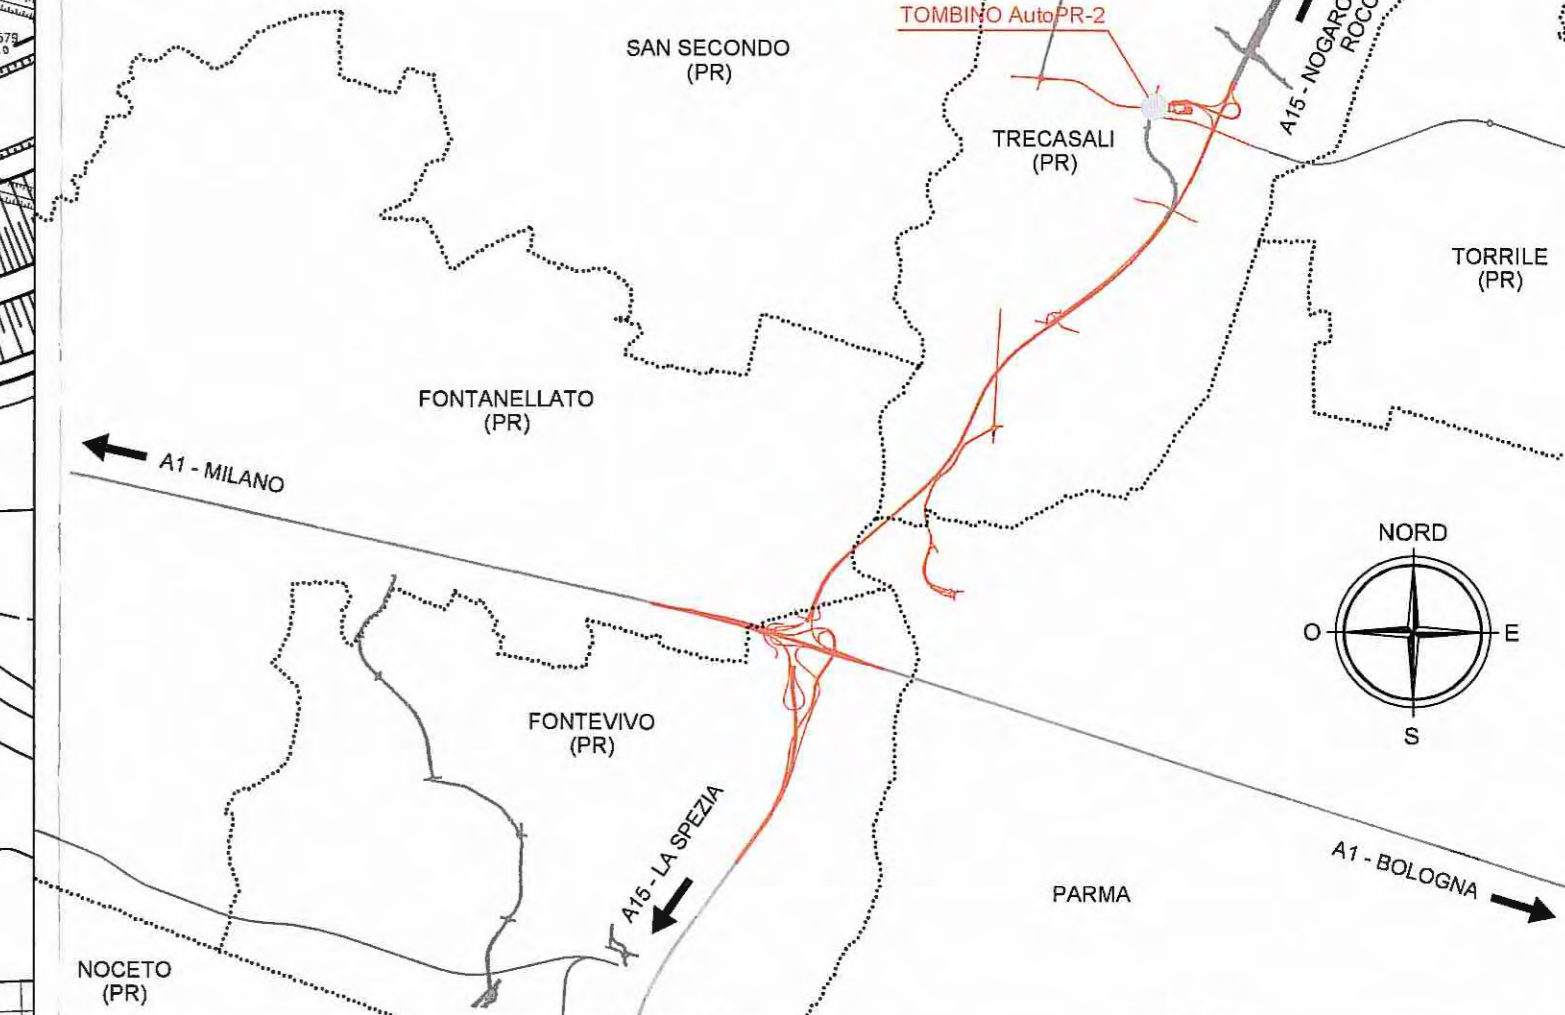 TOMBINO AutoPR-2
SAN SECONDO
(PR)
A15 - NOGARO
ROCC
TRECASALI
(PR)
TORRILE
(PR)
FONTANELLATO
(PR)
A1 - MILANO
NORD
O
E
S
FONTEVIVO
(PR)
A15 - LA SPEZIA
A1 - BOLOGNA
PARMA
NOCETO
(PR)